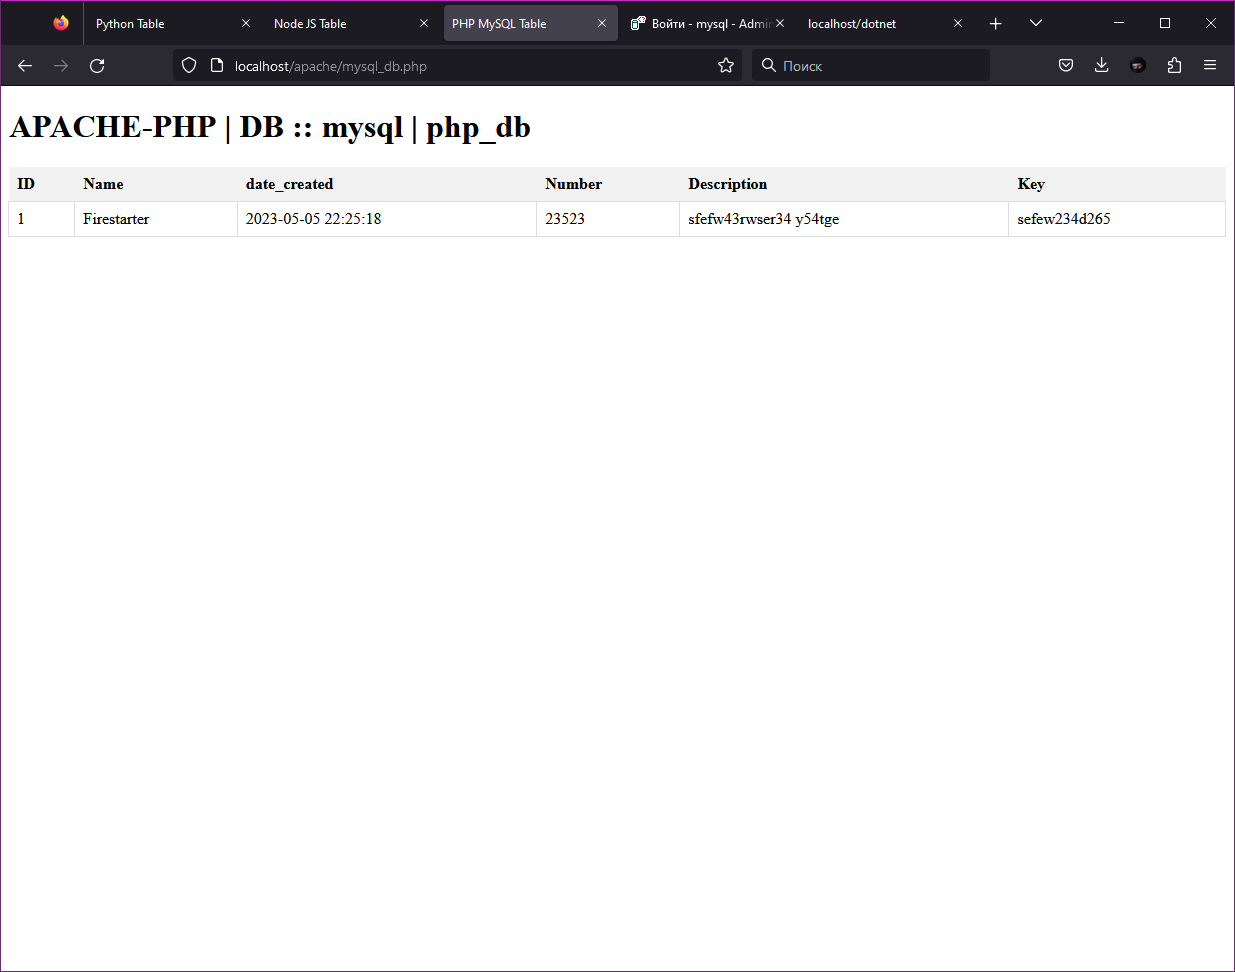 Python Table
Node JS Table
PHP MySQL Table
Войти - mysql - Admin
localhost/dotnet
localhost/apache/mysql_db.php
Поиск
APACHE-PHP | DB :: mysql | php_db
ID Name date_created Number Description Key
1 Firestarter 2023-05-05 22:25:18 23523 sfefw43rwser34 y54tge sefew234d265